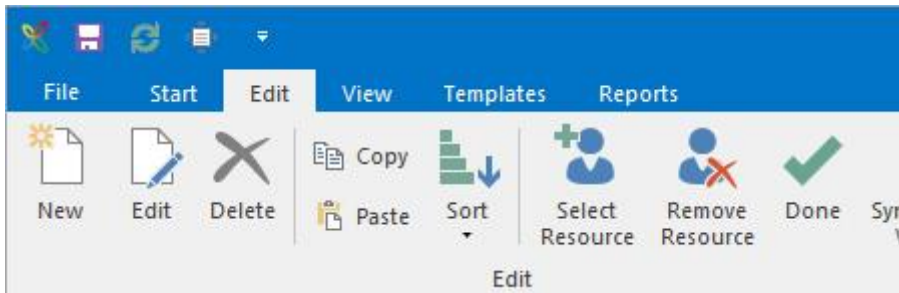 File Start Edit View Templates Reports
New Edit Delete Copy Paste Sort Select Resource Remove Resource Done
Edit